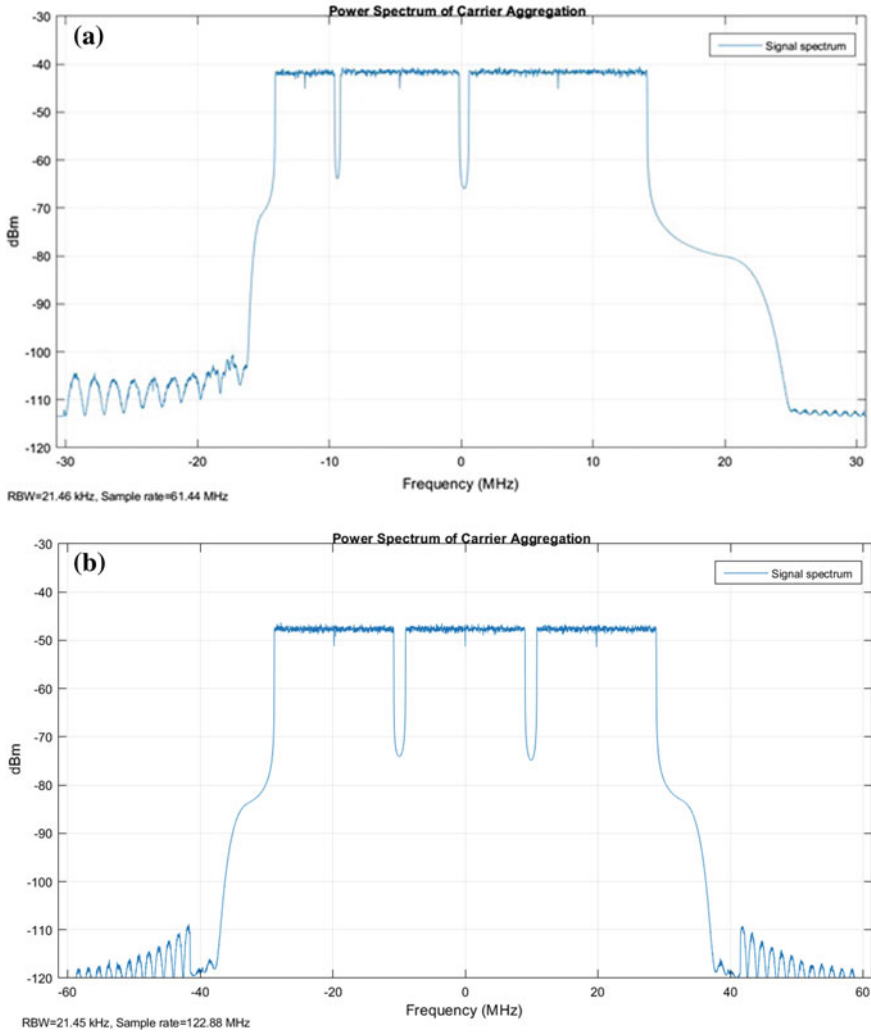 Power Spectrum of Carrier Aggregation
(a)
Signal spectrum
-30
-40
-50
-60
-70
-80
-90
-100
-110
-120
dBm
-30 -20 -10 0 10 20 30
Frequency (MHz)
RBW=21.46 kHz, Sample rate=61.44 MHz
Power Spectrum of Carrier Aggregation
(b)
Signal spectrum
-30
-40
-50
-60
-70
-80
-90
-100
-110
-120
dBm
-60 -40 -20 0 20 40 60
Frequency (MHz)
RBW=21.45 kHz, Sample rate=122.88 MHz